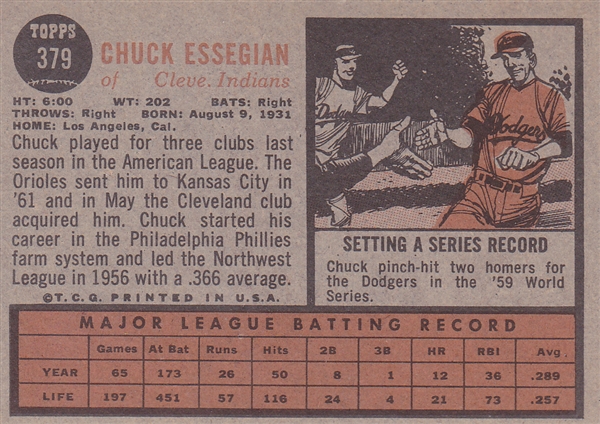 TOPPS
379
CHUCK ESSEGIAN
of Cleve. Indians
HT: 6:00 WT: 202 BATS: Right
THROWS: Right BORN: August 9, 1931
HOME: Los Angeles, Cal.
Chuck played for three clubs last
season in the American League. The
Orioles sent him to Kansas City in
'61 and in May the Cleveland club
acquired him. Chuck started his
career in the Philadelphia Phillies
farm system and led the Northwest
League in 1956 with a .366 average.
©T.C.G. PRINTED IN U.S.A.
Dodgers
SETTING A SERIES RECORD
Chuck pinch-hit two homers for
the Dodgers in the '59 World
Series.
MAJOR LEAGUE BATTING RECORD
Games At Bat Runs Hits 2B 3B HR RBI Avg.
YEAR 65 173 26 50 8 1 12 36 .289
LIFE 197 451 57 116 24 4 21 73 .257